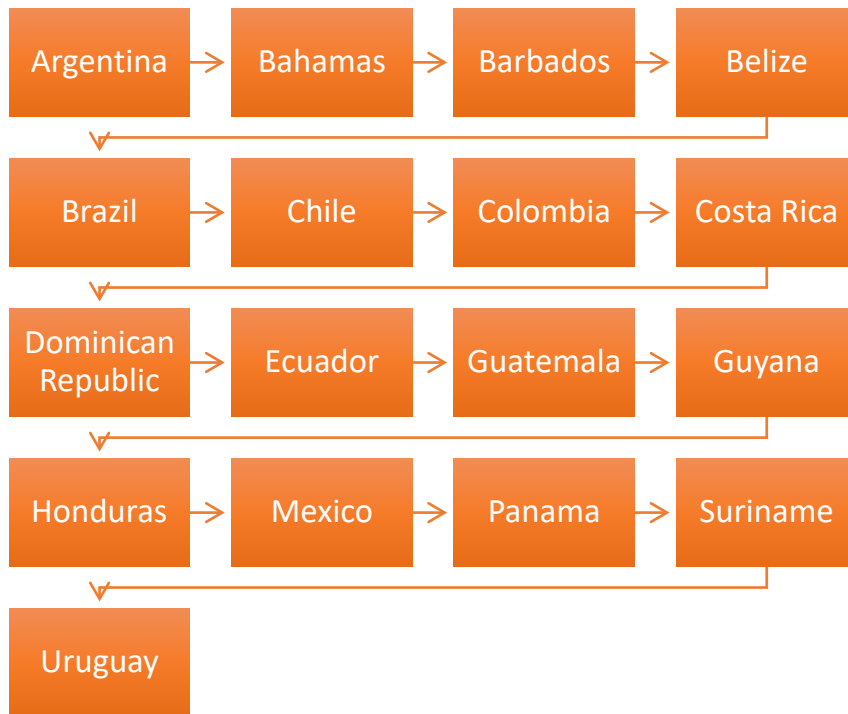 Argentina
Bahamas
Barbados
Belize
Brazil
Chile
Colombia
Costa Rica
Dominican
Republic
Ecuador
Guatemala
Guyana
Honduras
Mexico
Panama
Suriname
Uruguay